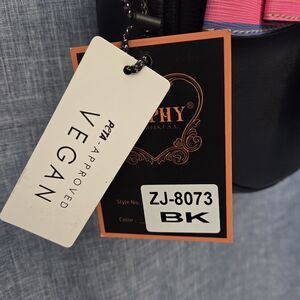 PETA-APPROVED
VEGAN
PHY®
Style No:
ZJ-8073
Color:
BK